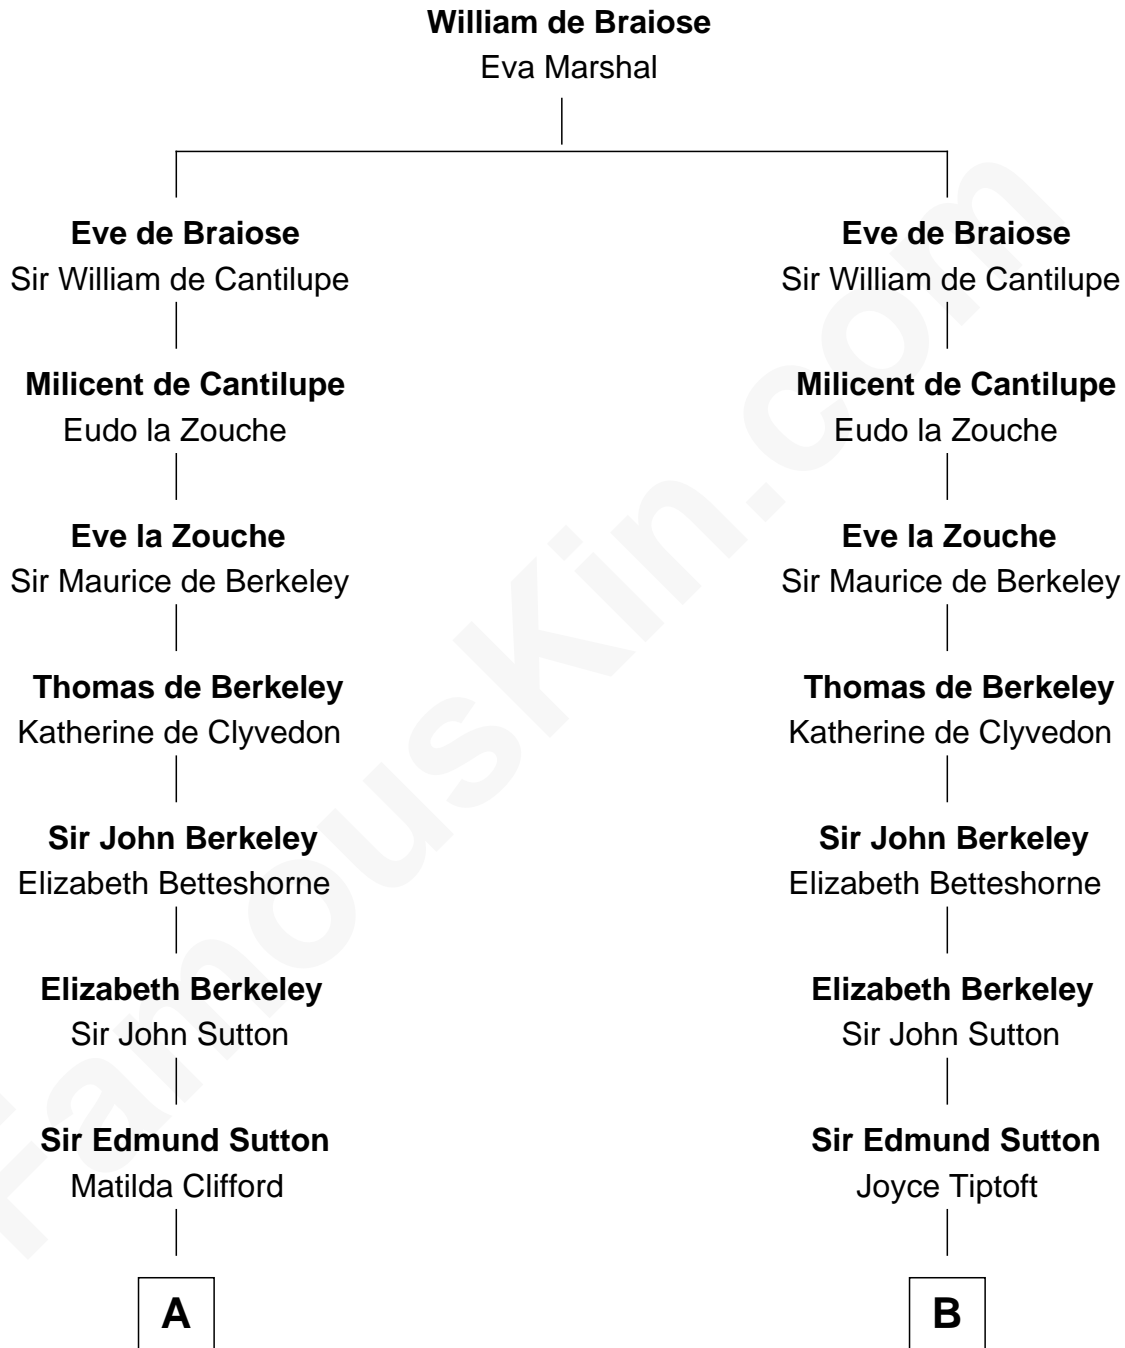 William de Braiose
Eva Marshal
Eve de Braiose
Sir William de Cantilupe
Eve de Braiose
Sir William de Cantilupe
Milicent de Cantilupe
Eudo la Zouche
Milicent de Cantilupe
Eudo la Zouche
Eve la Zouche
Sir Maurice de Berkeley
Eve la Zouche
Sir Maurice de Berkeley
Thomas de Berkeley
Katherine de Clyvedon
Thomas de Berkeley
Katherine de Clyvedon
Sir John Berkeley
Elizabeth Betteshorne
Sir John Berkeley
Elizabeth Betteshorne
Elizabeth Berkeley
Sir John Sutton
Elizabeth Berkeley
Sir John Sutton
Sir Edmund Sutton
Matilda Clifford
Sir Edmund Sutton
Joyce Tiptoft
A
B
FamousKin.com